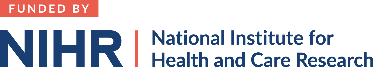 FUNDED BY
NIHR
National Institute for
Health and Care Research